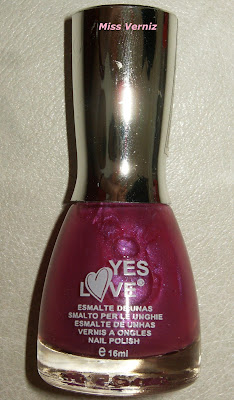 Miss Verniz
YES
LOVE®
ESMALTE DE UNAS
SMALTO PER LE UNGHIE
ESMALTE DE UNHAS
VERNIS A ONGLES
NAIL POLISH
e 16ml